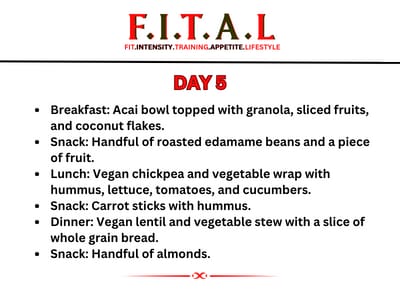 F.I.T.A.L
FIT.INTENSITY.TRAINING.APPETITE.LIFESTYLE
DAY 5
▪ Breakfast: Acai bowl topped with granola, sliced fruits,
and coconut flakes.
▪ Snack: Handful of roasted edamame beans and a piece
of fruit.
▪ Lunch: Vegan chickpea and vegetable wrap with
hummus, lettuce, tomatoes, and cucumbers.
▪ Snack: Carrot sticks with hummus.
▪ Dinner: Vegan lentil and vegetable stew with a slice of
whole grain bread.
▪ Snack: Handful of almonds.